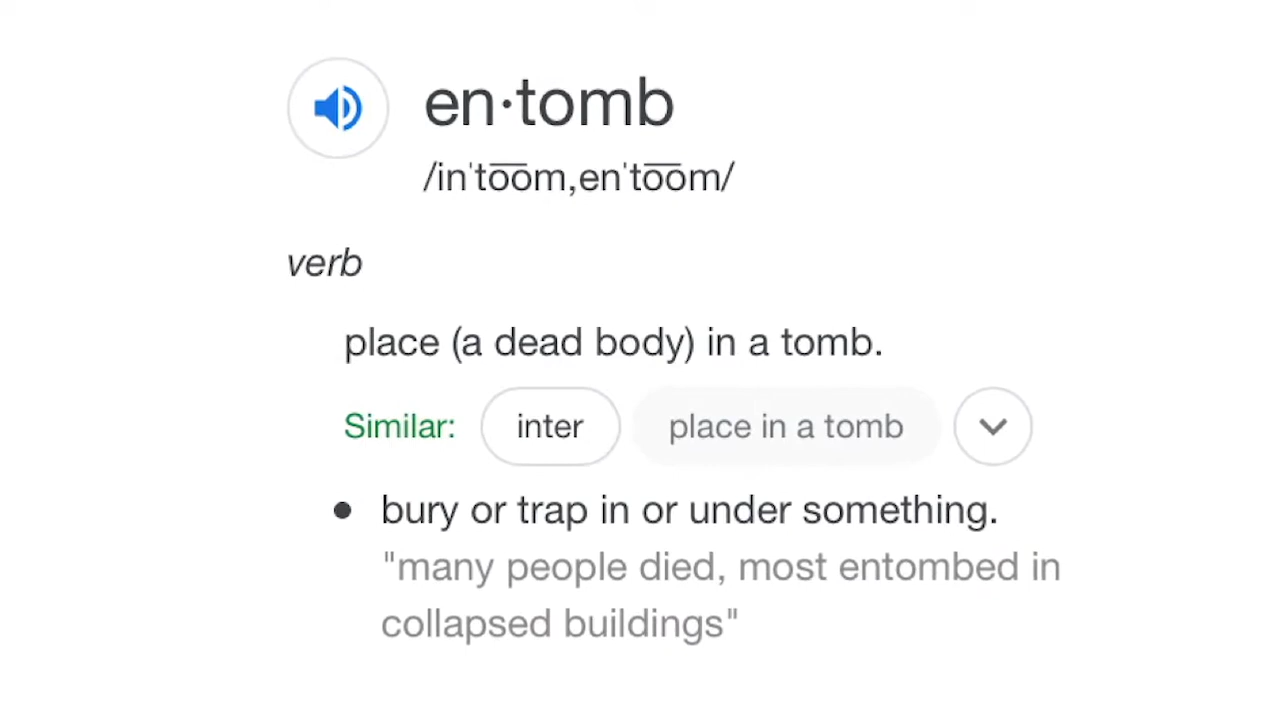 en·tomb
/inˈto͞om,enˈto͞om/
verb
place (a dead body) in a tomb.
Similar: inter place in a tomb
● bury or trap in or under something.
"many people died, most entombed in
collapsed buildings"